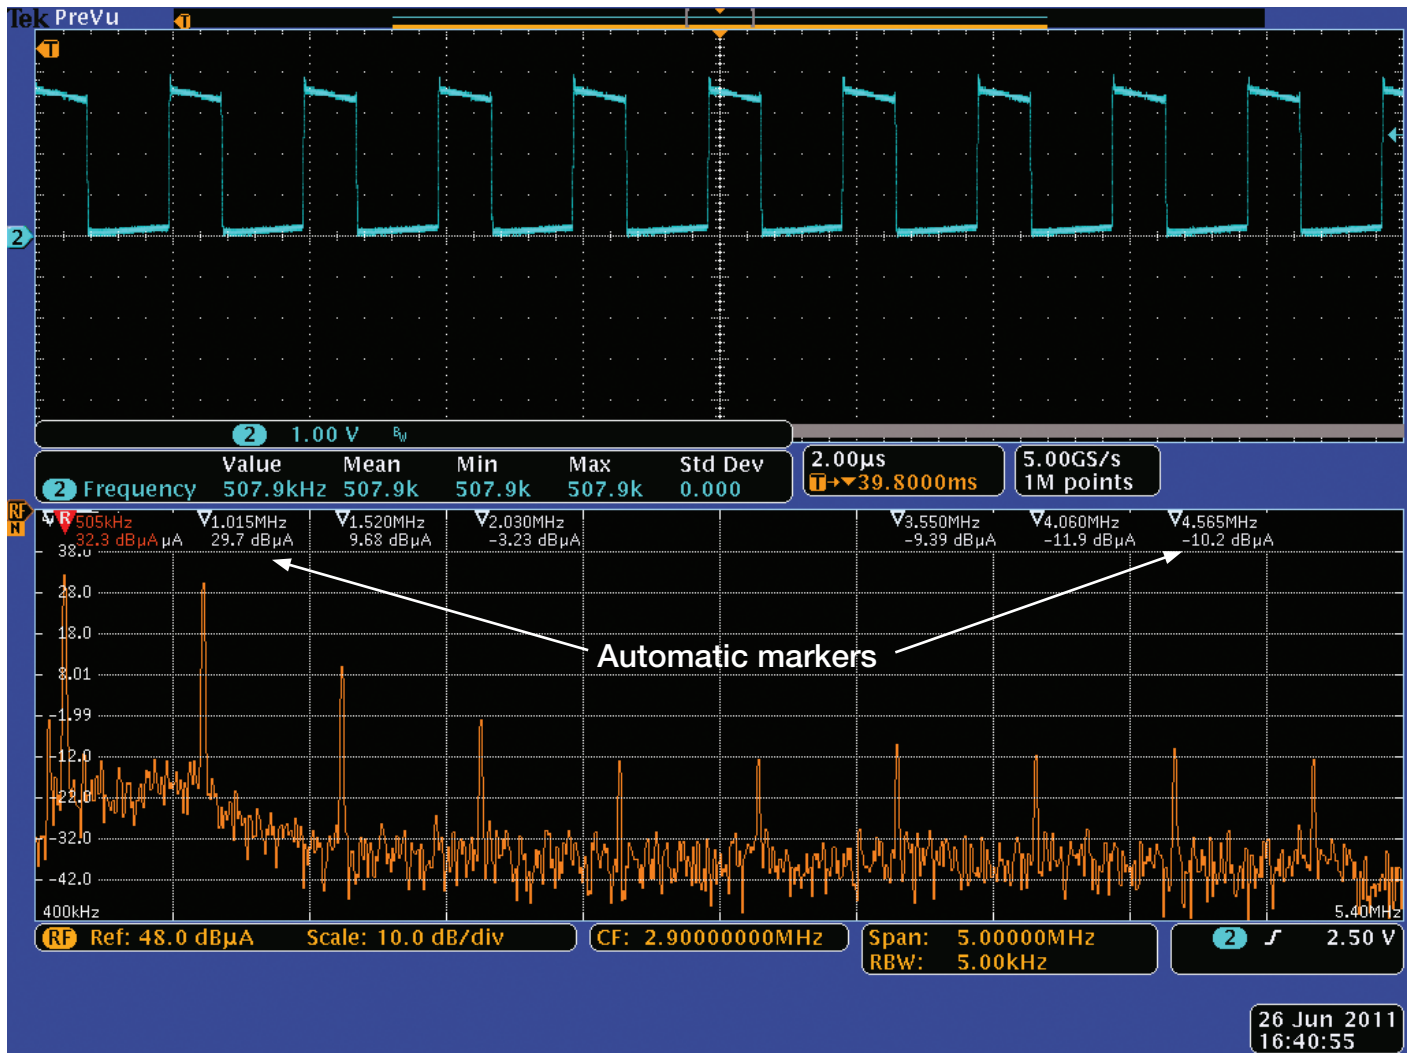 Tek PreVu
T
T
2
2 1.00 V BW
Value Mean Min Max Std Dev
2 Frequency 507.9kHz 507.9k 507.9k 507.9k 0.000
2.00µs
T→▼39.8000ms
5.00GS/s
1M points
RF
N
R 505kHz 1.015MHz 1.520MHz 2.030MHz 3.550MHz 4.060MHz 4.565MHz
32.3 dBµA µA 29.7 dBµA 9.68 dBµA -3.23 dBµA -9.39 dBµA -11.9 dBµA -10.2 dBµA
38.0
28.0
18.0
Automatic markers
8.01
-1.99
-12.0
-22.0
-32.0
-42.0
400kHz 5.40MHz
RF Ref: 48.0 dBµA Scale: 10.0 dB/div
CF: 2.90000000MHz
Span: 5.00000MHz
RBW: 5.00kHz
2 2.50 V
26 Jun 2011
16:40:55